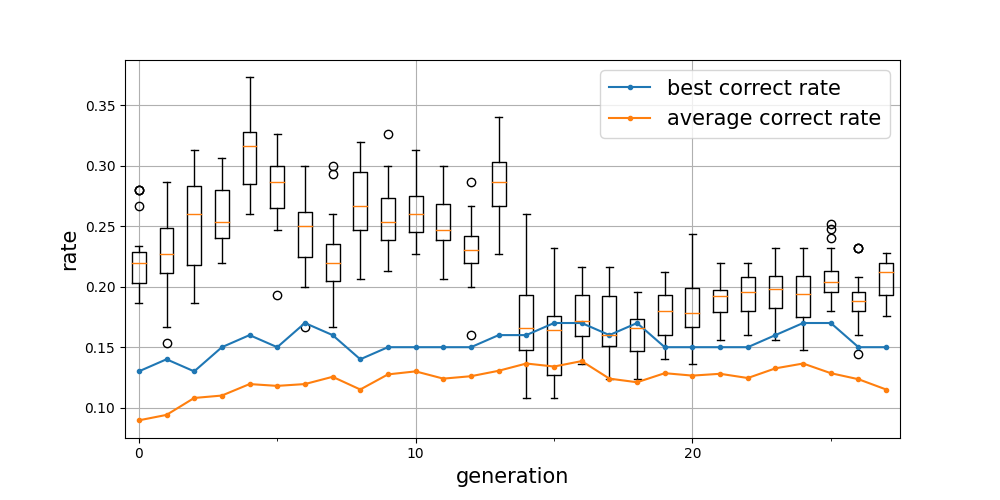 best correct rate
average correct rate
0.35
0.30
0.25
0.20
0.15
0.10
rate
0 10 20
generation